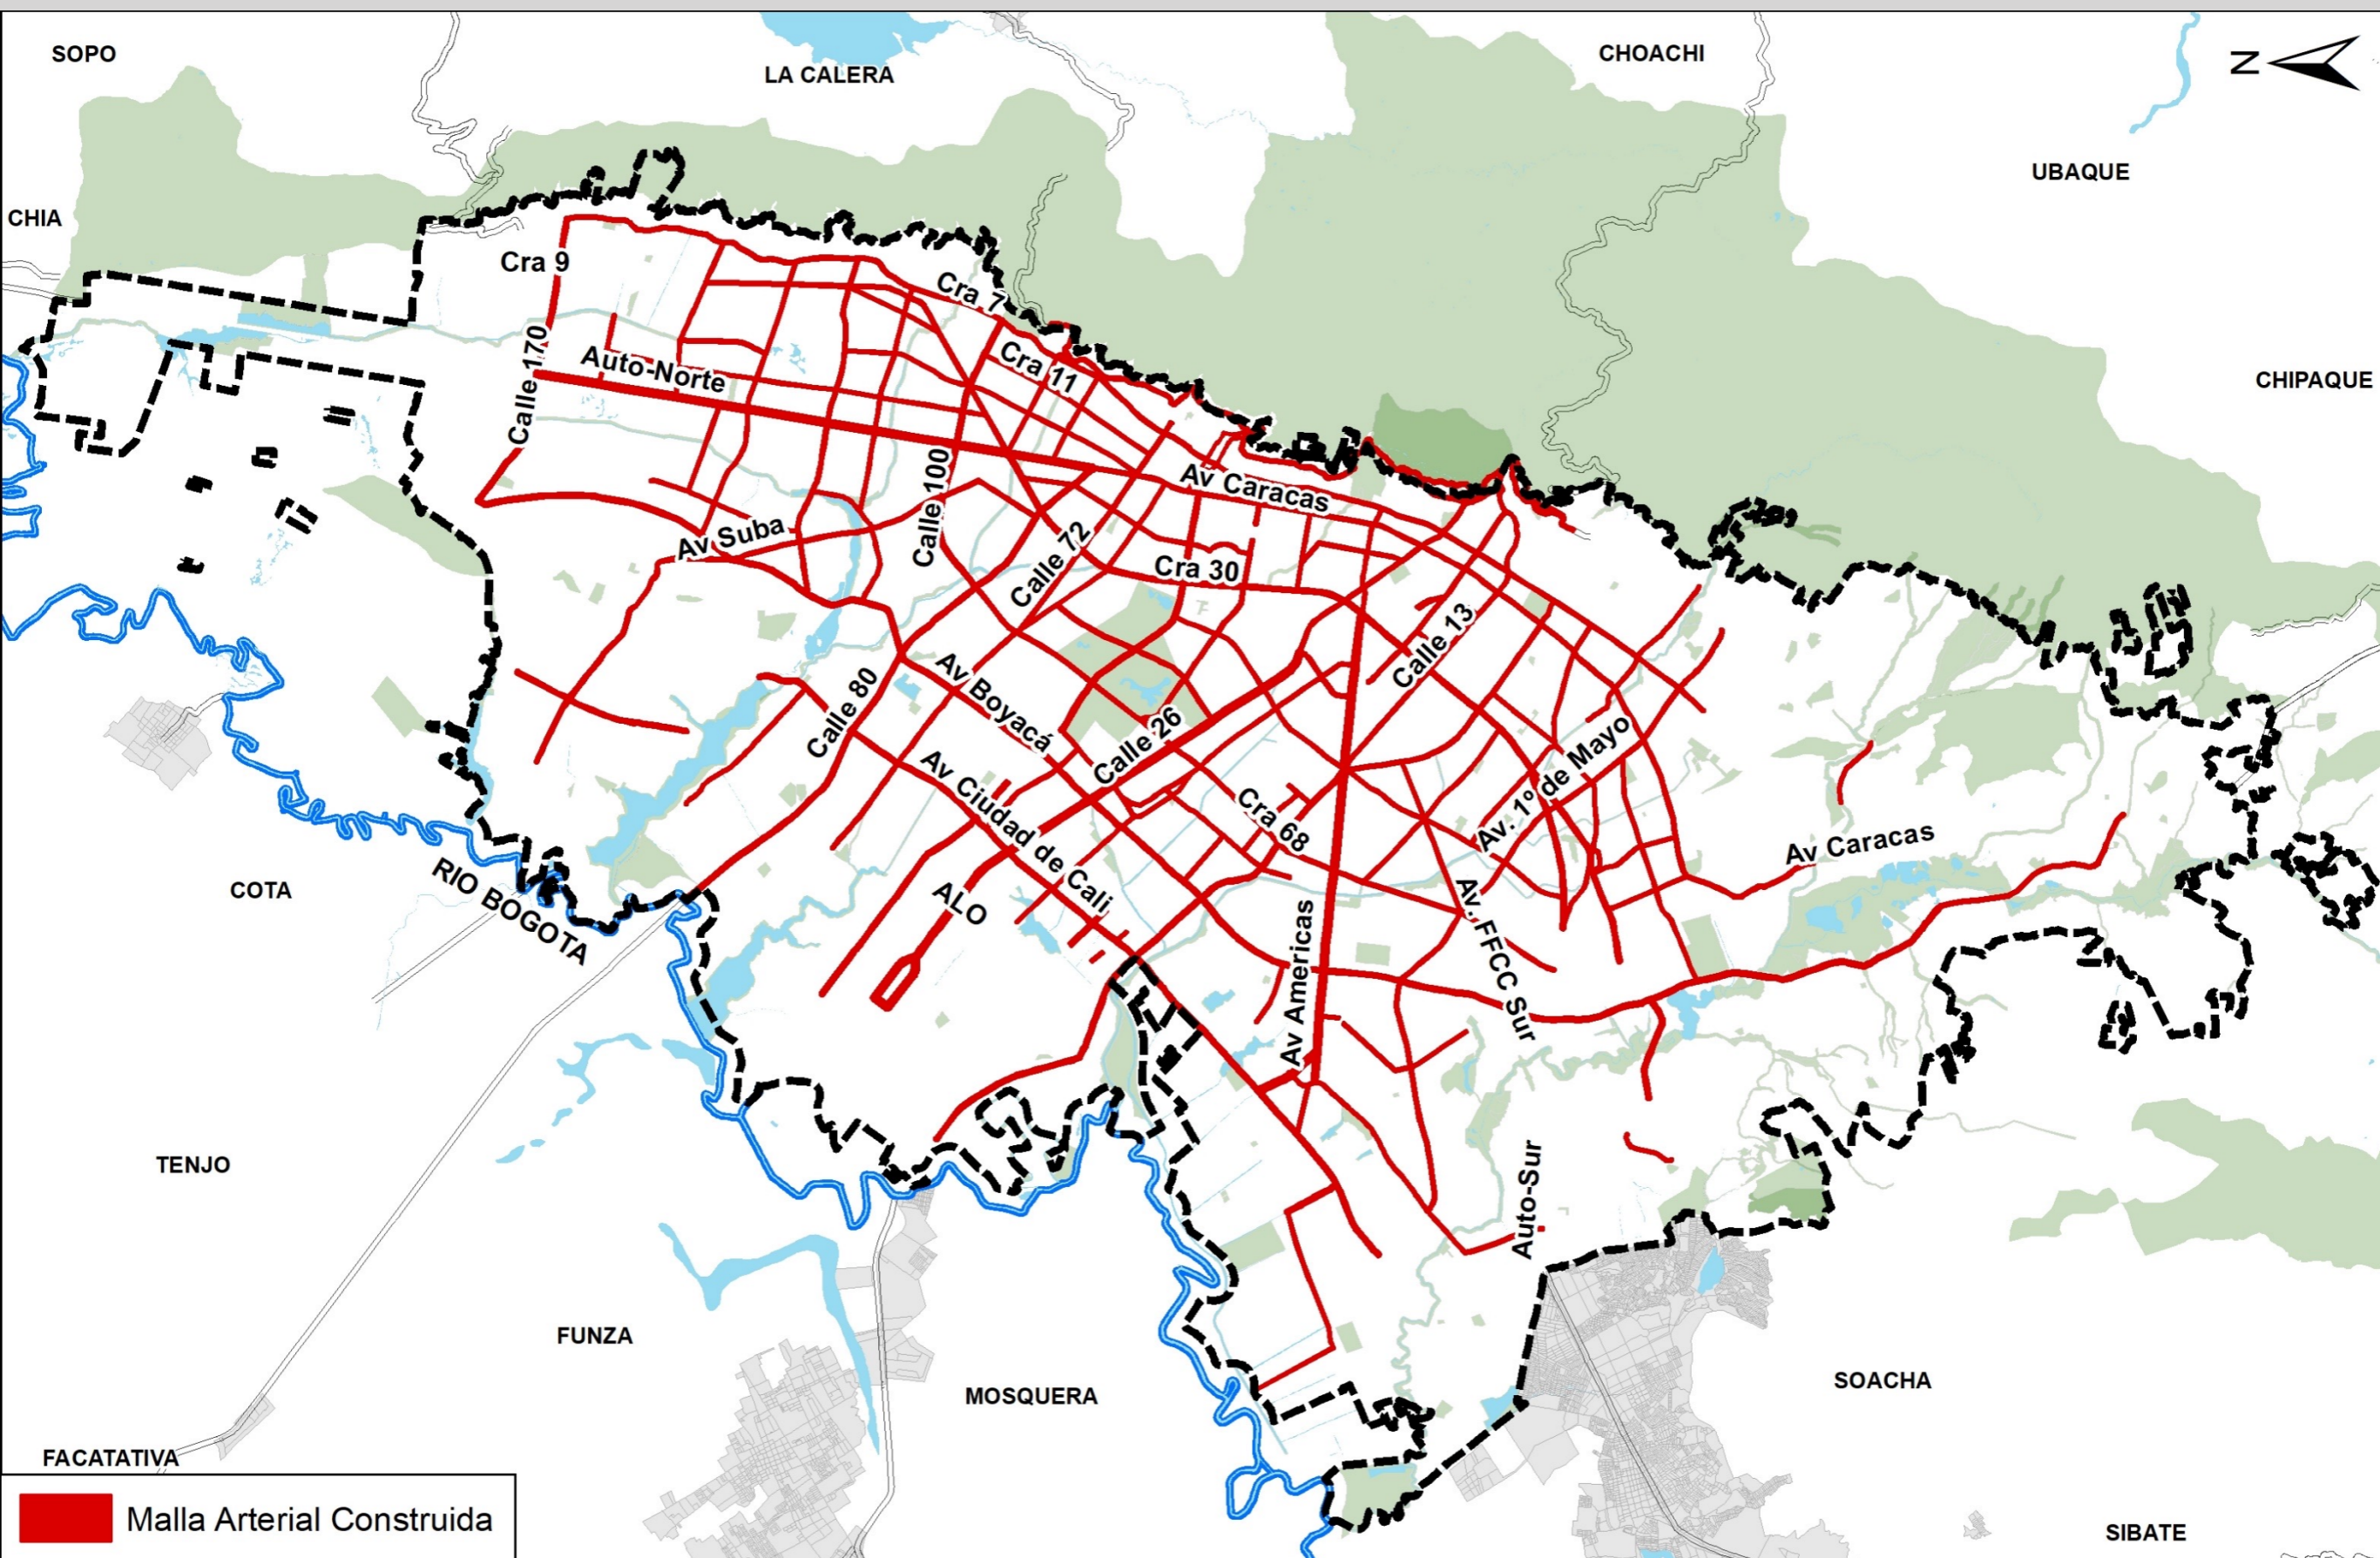 SOPO
LA CALERA
CHOACHI
N
UBAQUE
CHIA
Cra 9
Cra 7
Calle 170
Auto-Norte
Cra 11
CHIPAQUE
Av Caracas
Calle 100
Av Suba
Calle 72
Cra 30
Calle 13
Av Boyacá
Calle 80
Calle 26
Av. 1º de Mayo
Av Ciudad de Cali
Cra 68
Av Caracas
COTA
RIO BOGOTA
ALO
Av. FFCC Sur
Av Americas
TENJO
Auto-Sur
FUNZA
MOSQUERA
SOACHA
FACATATIVA
Malla Arterial Construida
SIBATE